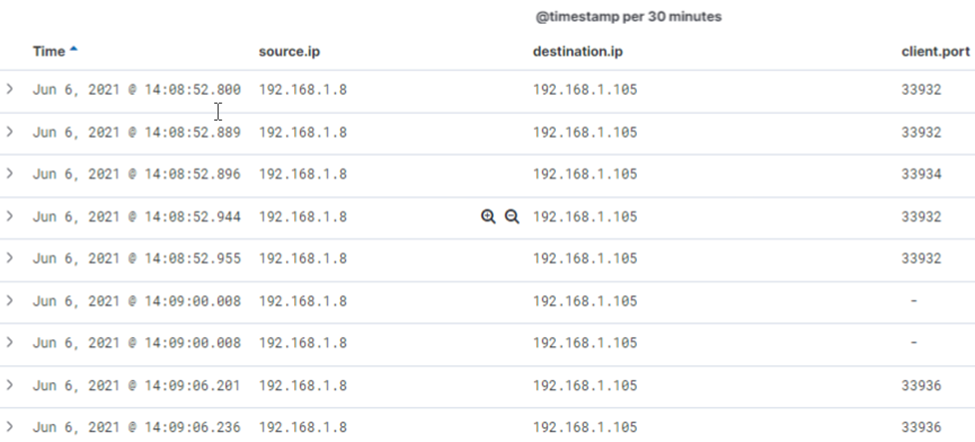 @timestamp per 30 minutes
Time source.ip destination.ip client.port
Jun 6, 2021 @ 14:08:52.800 192.168.1.8 192.168.1.105 33932
Jun 6, 2021 @ 14:08:52.889 192.168.1.8 192.168.1.105 33932
Jun 6, 2021 @ 14:08:52.896 192.168.1.8 192.168.1.105 33934
Jun 6, 2021 @ 14:08:52.944 192.168.1.8 192.168.1.105 33932
Jun 6, 2021 @ 14:08:52.955 192.168.1.8 192.168.1.105 33932
Jun 6, 2021 @ 14:09:00.008 192.168.1.8 192.168.1.105 -
Jun 6, 2021 @ 14:09:00.008 192.168.1.8 192.168.1.105 -
Jun 6, 2021 @ 14:09:06.201 192.168.1.8 192.168.1.105 33936
Jun 6, 2021 @ 14:09:06.236 192.168.1.8 192.168.1.105 33936